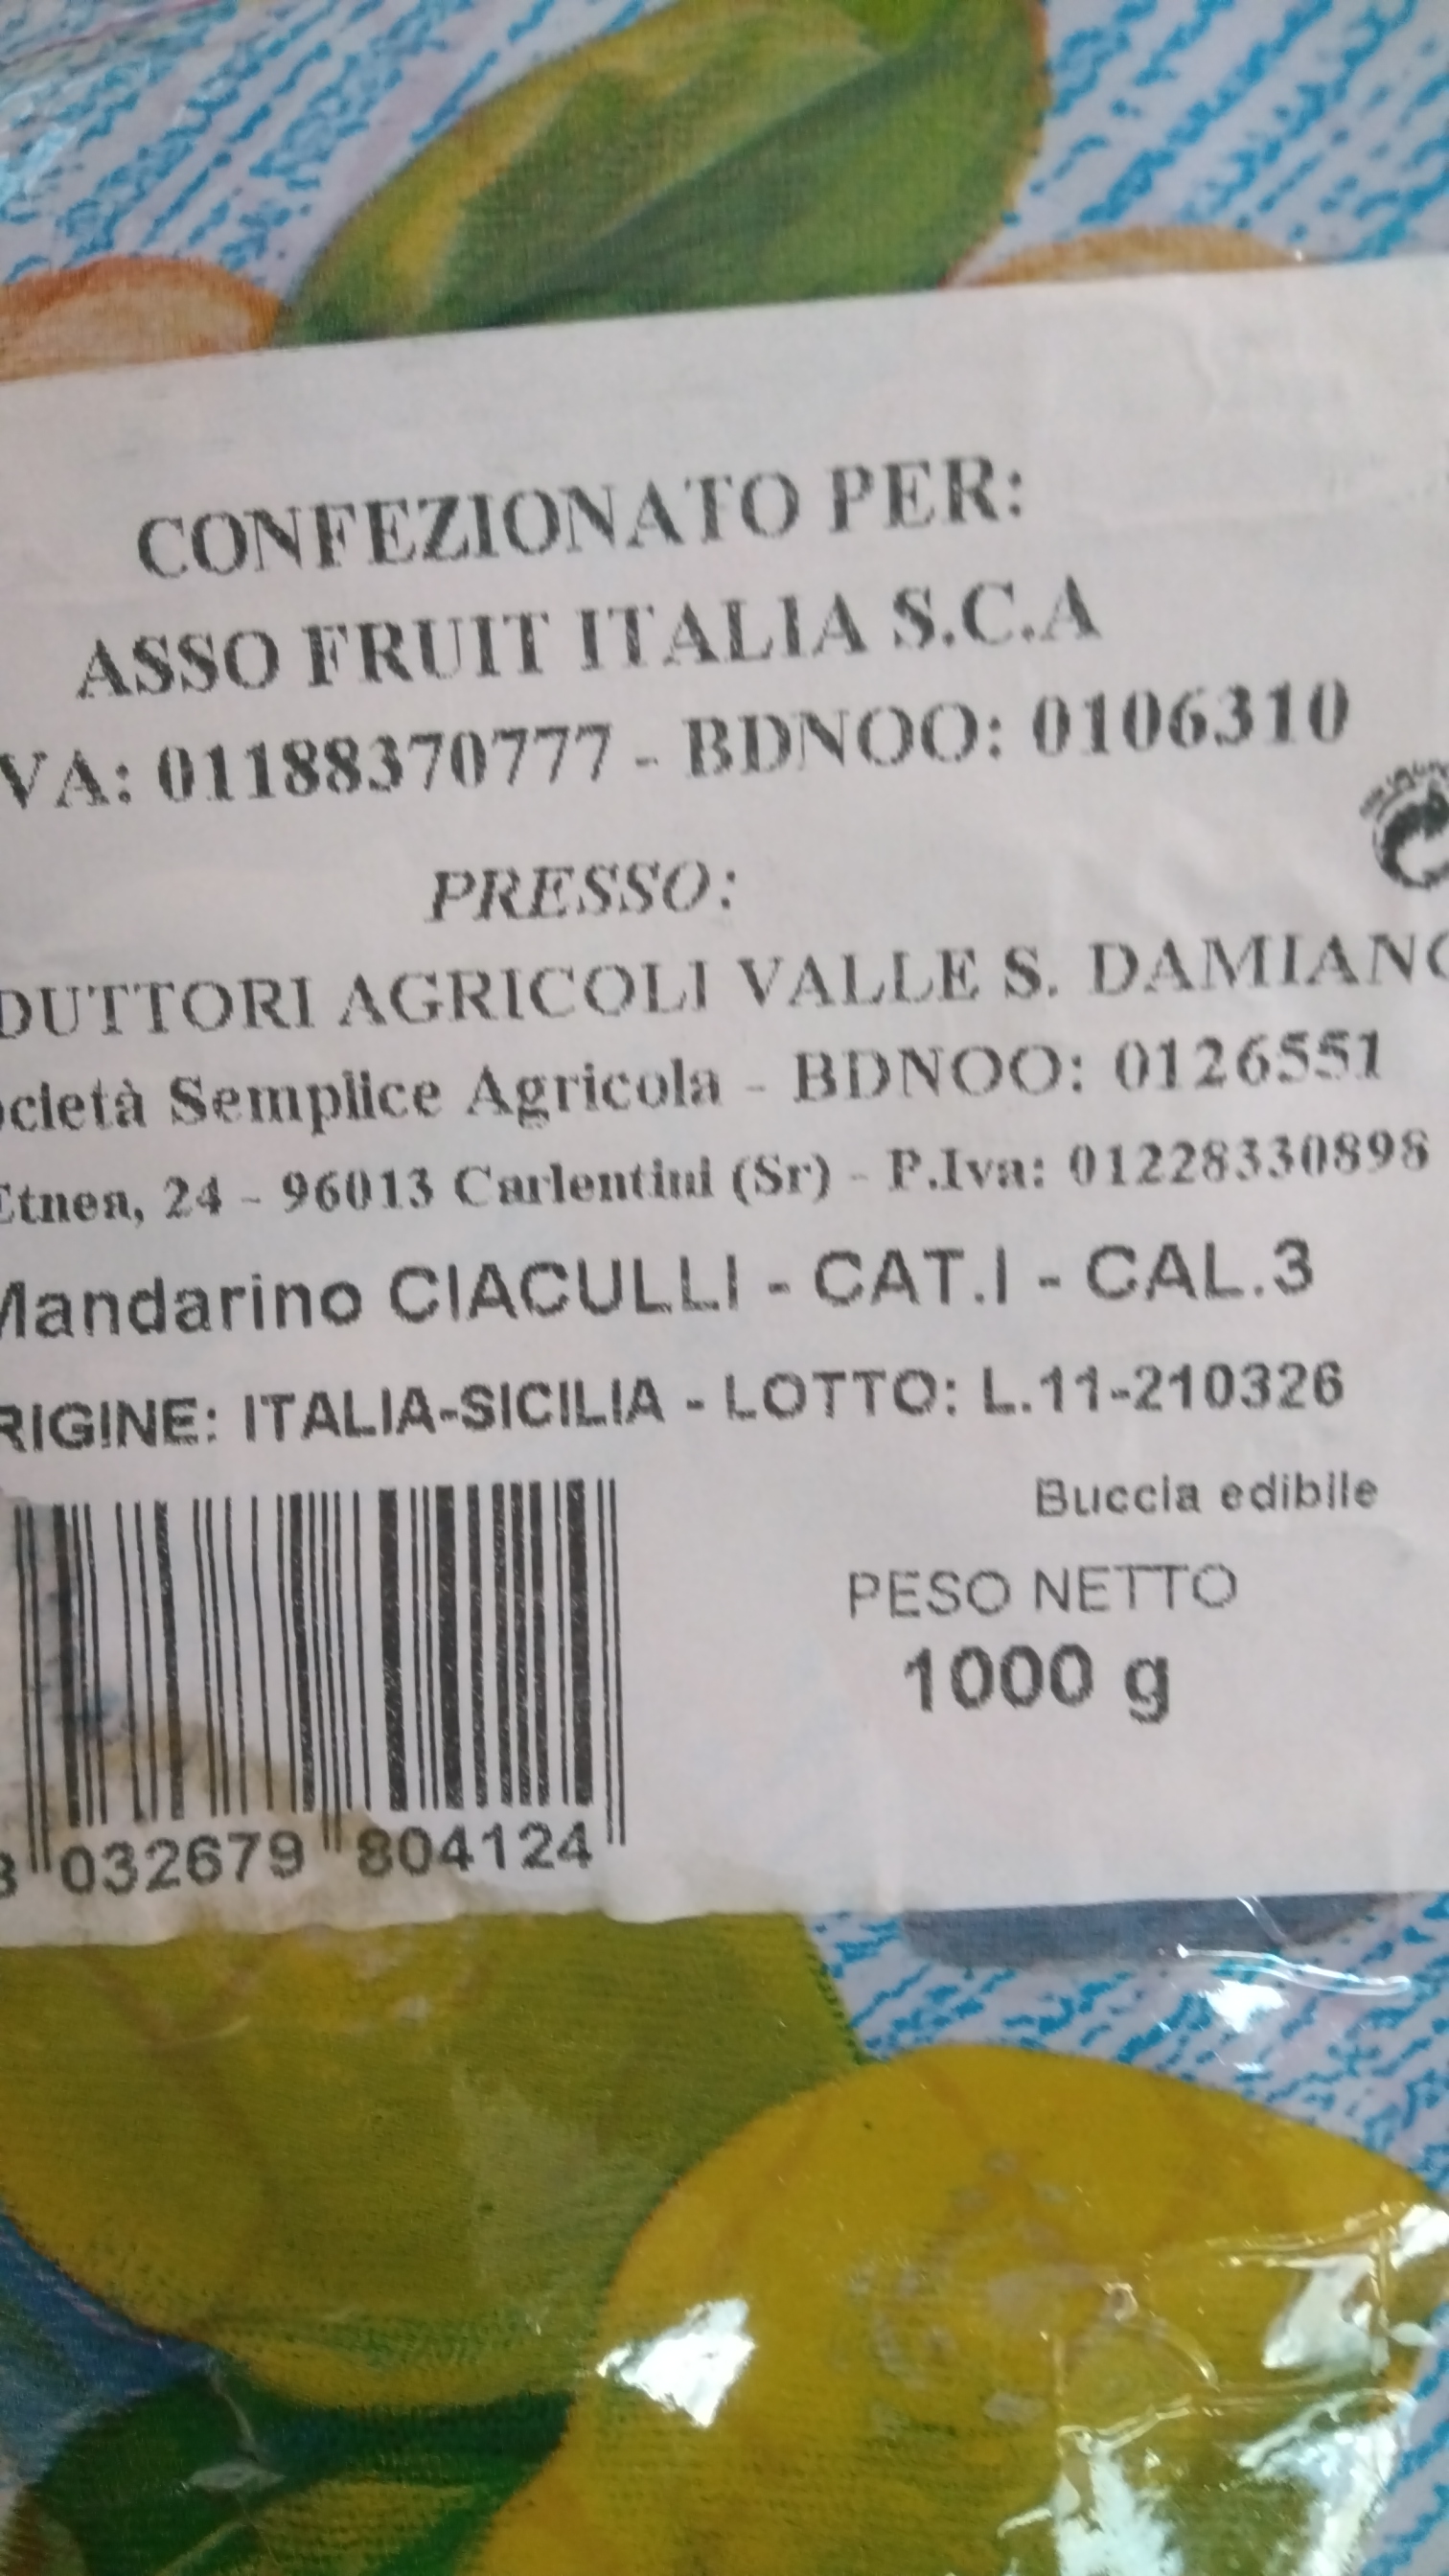 CONFEZIONATO PER:
ASSO FRUIT ITALIA S.C.A
VA: 01188370777 - BDNOO: 0106310
PRESSO:
DUTTORI AGRICOLI VALLE S. DAMIANO
ocietà Semplice Agricola - BDNOO: 0126551
Etnea, 24 - 96013 Carlentini (Sr) - P.Iva: 01228330898
Mandarino CIACULLI - CAT.I - CAL.3
RIGINE: ITALIA-SICILIA - LOTTO: L.11-210326
Buccia edibile
PESO NETTO
1000 g
8 032679 804124